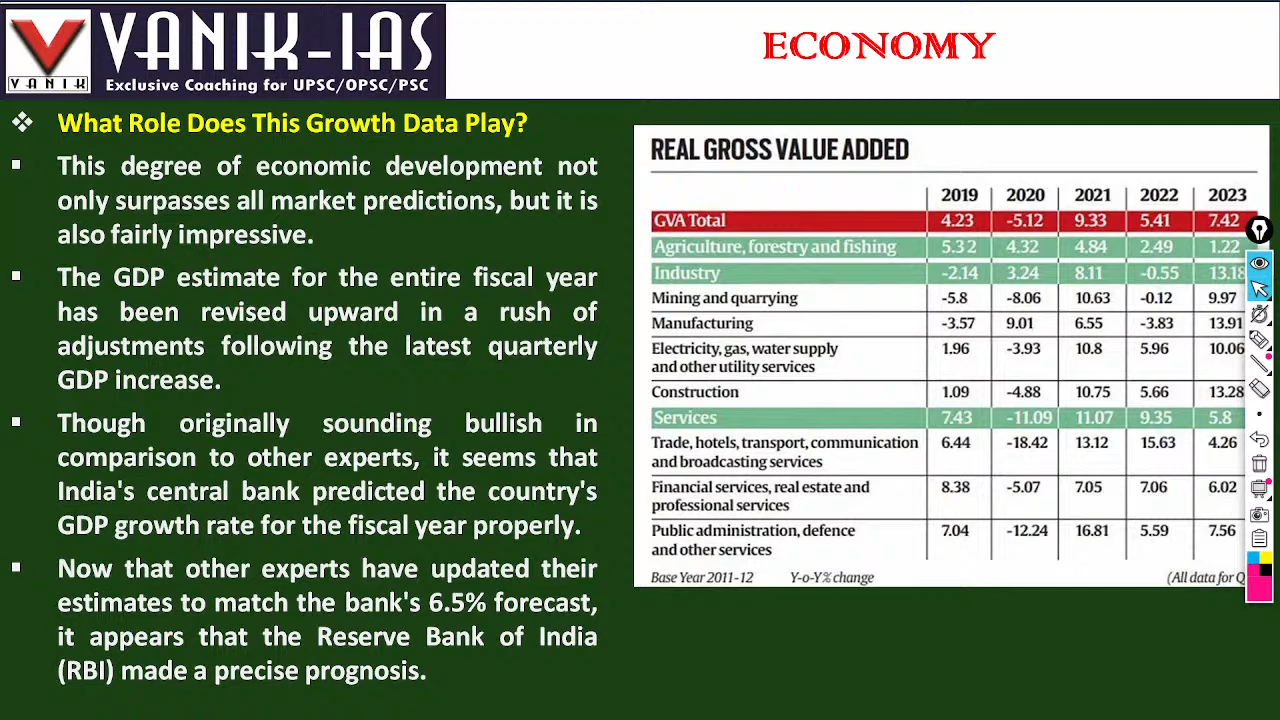 VANIK-IAS
VANIK
Exclusive Coaching for UPSC/OPSC/PSC
ECONOMY
❖ What Role Does This Growth Data Play?
▪ This degree of economic development not
only surpasses all market predictions, but it is
also fairly impressive.
▪ The GDP estimate for the entire fiscal year
has been revised upward in a rush of
adjustments following the latest quarterly
GDP increase.
▪ Though originally sounding bullish in
comparison to other experts, it seems that
India's central bank predicted the country's
GDP growth rate for the fiscal year properly.
▪ Now that other experts have updated their
estimates to match the bank's 6.5% forecast,
it appears that the Reserve Bank of India
(RBI) made a precise prognosis.
REAL GROSS VALUE ADDED
2019 2020 2021 2022 2023
GVA Total 4.23 -5.12 9.33 5.41 7.42
Agriculture, forestry and fishing 5.32 4.32 4.84 2.49 1.22
Industry -2.14 3.24 8.11 -0.55 13.18
Mining and quarrying -5.8 -8.06 10.63 -0.12 9.97
Manufacturing -3.57 9.01 6.55 -3.83 13.91
Electricity, gas, water supply 1.96 -3.93 10.8 5.96 10.06
and other utility services
Construction 1.09 -4.88 10.75 5.66 13.28
Services 7.43 -11.09 11.07 9.35 5.8
Trade, hotels, transport, communication 6.44 -18.42 13.12 15.63 4.26
and broadcasting services
Financial services, real estate and 8.38 -5.07 7.05 7.06 6.02
professional services
Public administration, defence 7.04 -12.24 16.81 5.59 7.56
and other services
Base Year 2011-12 Y-o-Y% change (All data for Q